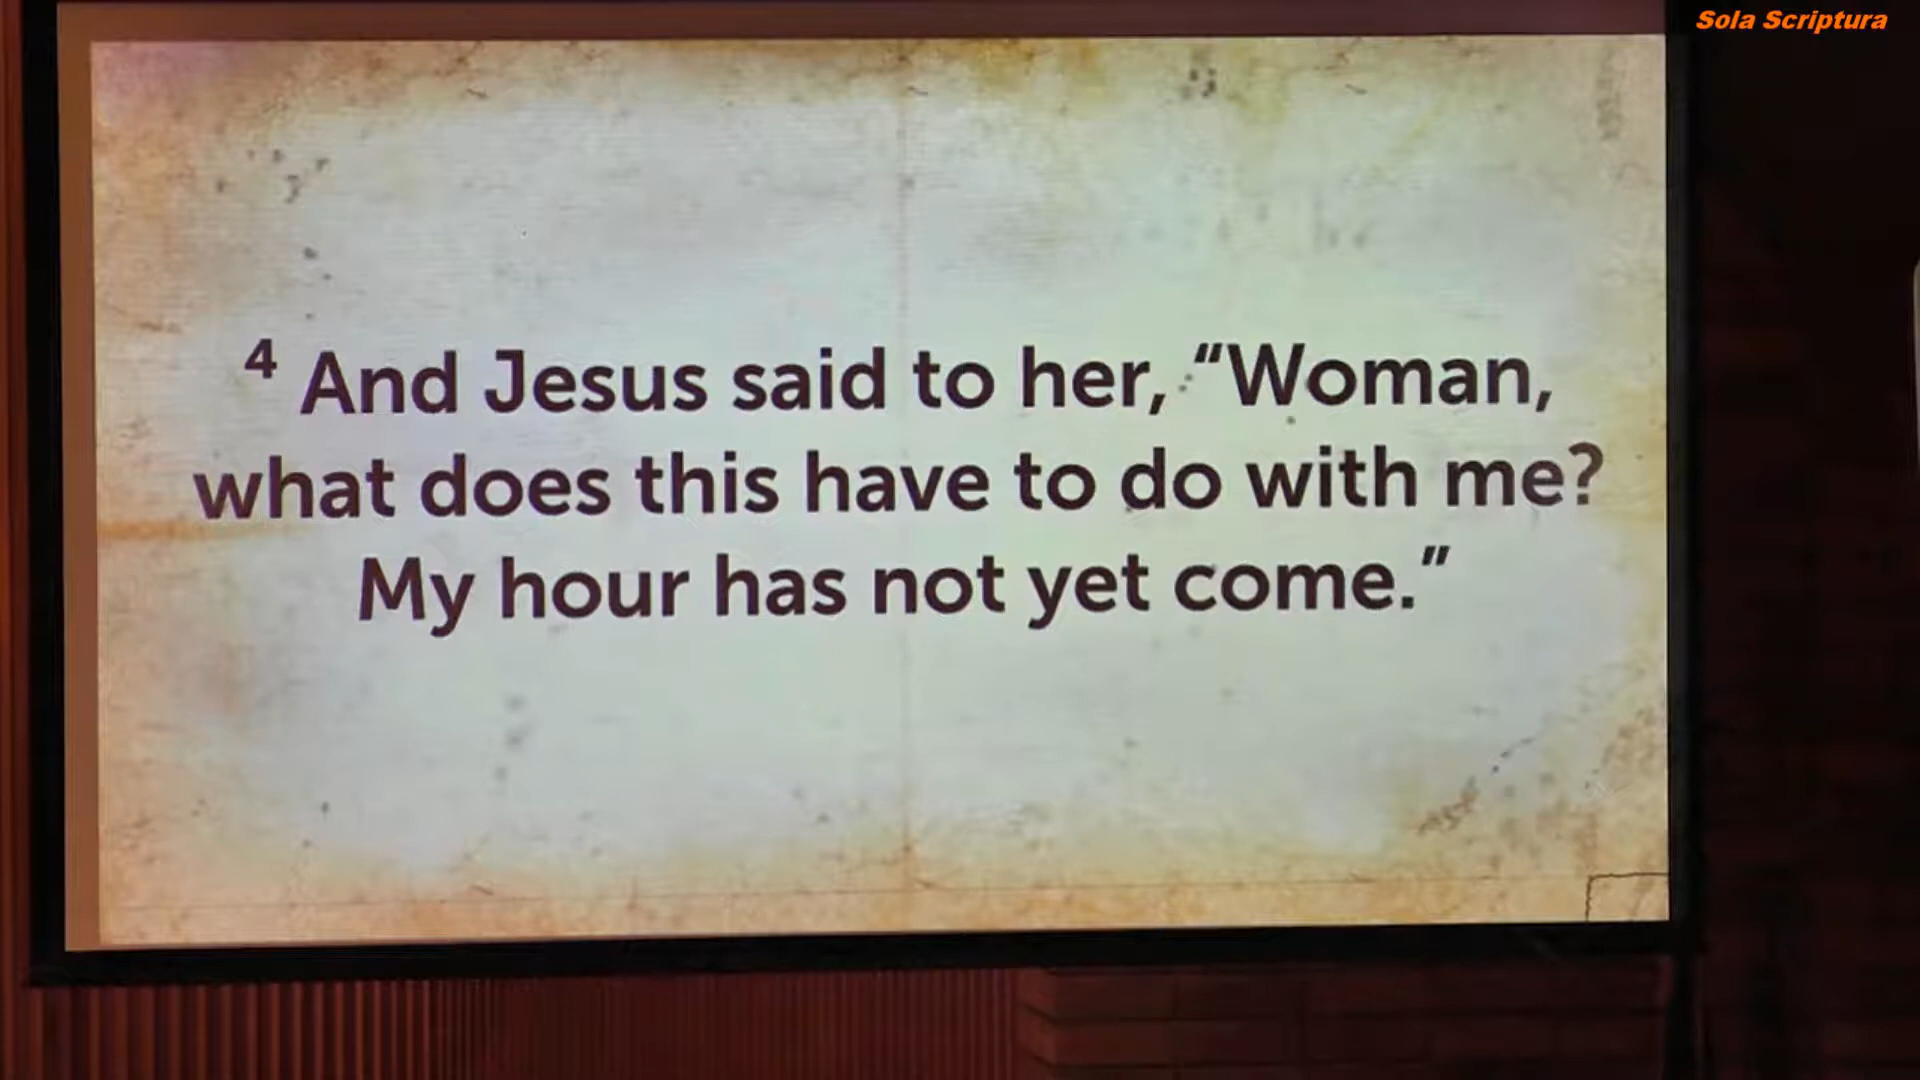 Sola Scriptura
4 And Jesus said to her, “Woman,
what does this have to do with me?
My hour has not yet come.”